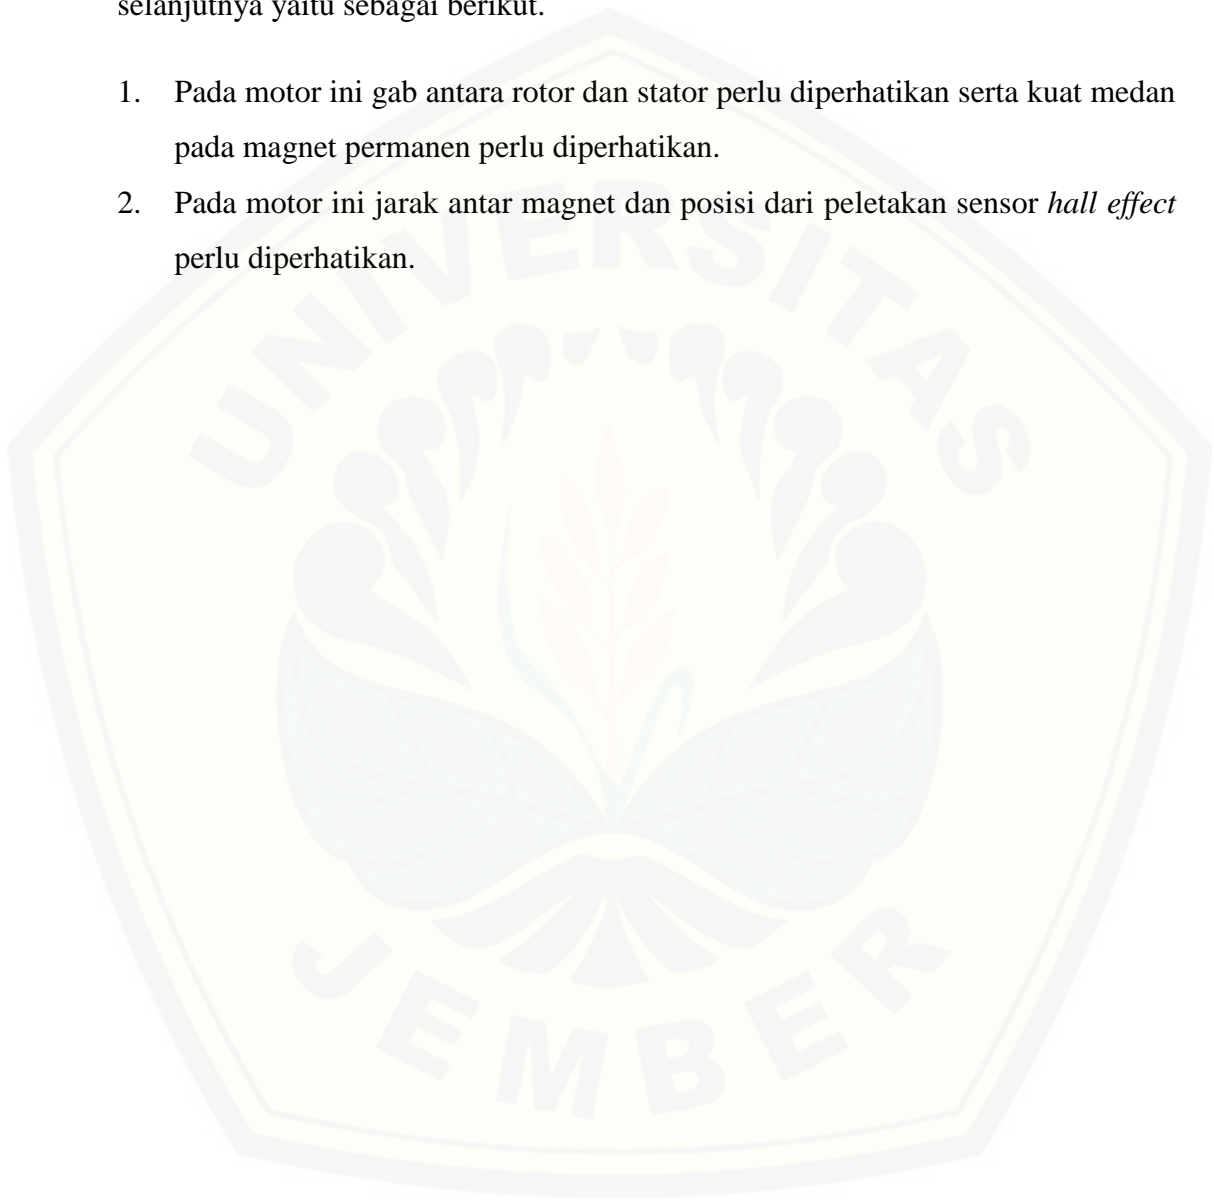 selanjutnya yaitu sebagai berikut.
1. Pada motor ini gab antara rotor dan stator perlu diperhatikan serta kuat medan
pada magnet permanen perlu diperhatikan.
2. Pada motor ini jarak antar magnet dan posisi dari peletakan sensor hall effect
perlu diperhatikan.
UNIVERSITAS
JEMBER